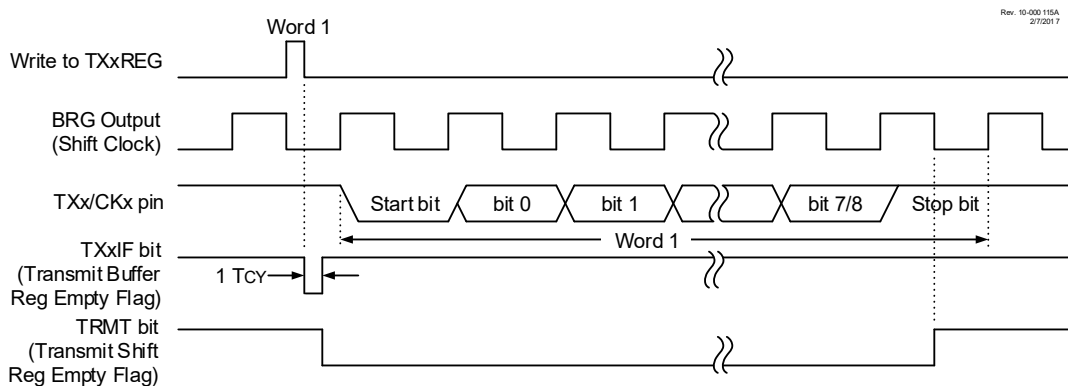 Rev. 10-000 115A
2/7/201 7
Word 1
Write to TXxREG
BRG Output
(Shift Clock)
TXx/CKx pin
Start bit
bit 0
bit 1
bit 7/8
Stop bit
Word 1
TXxIF bit
(Transmit Buffer
Reg Empty Flag)
1 TCY
TRMT bit
(Transmit Shift
Reg Empty Flag)